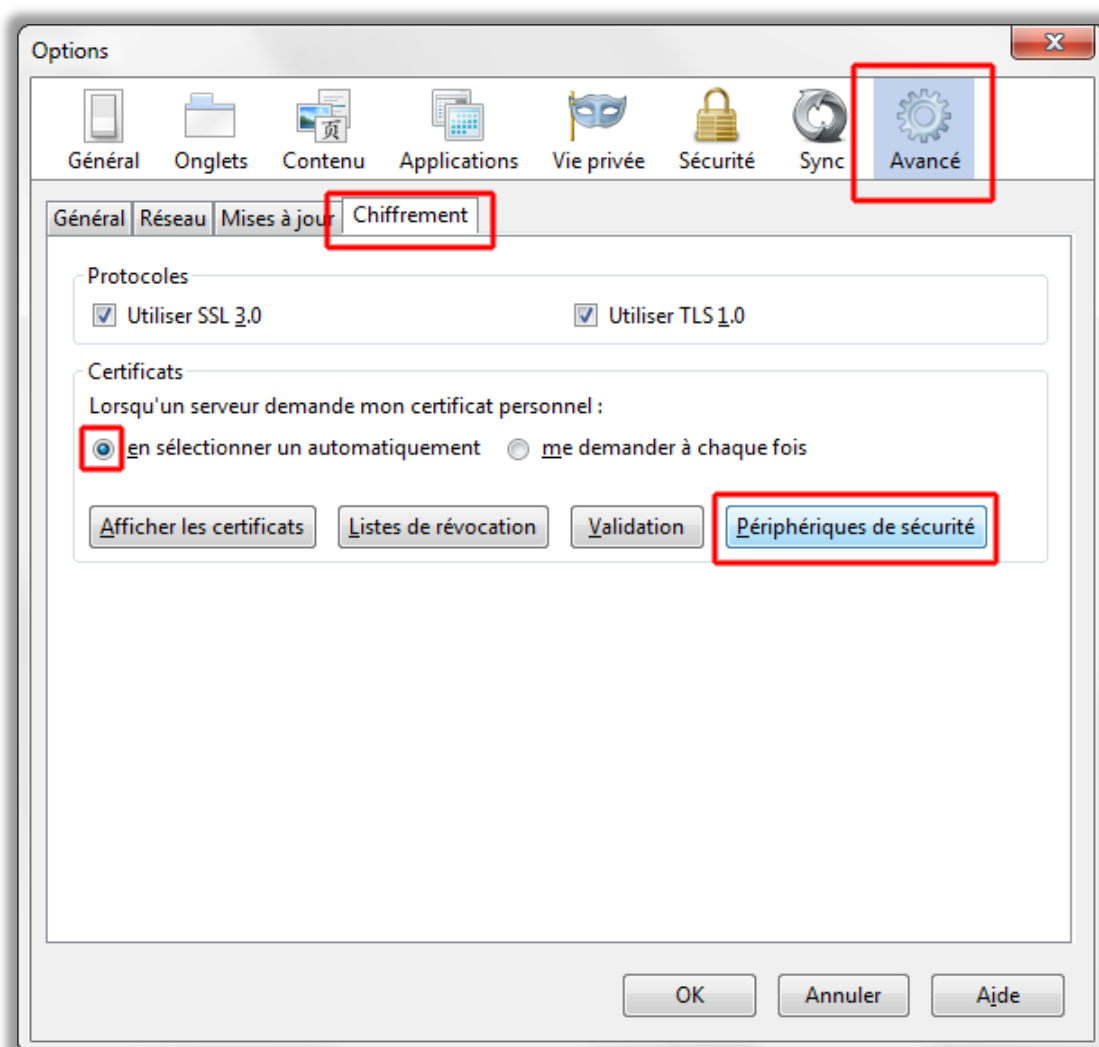 Options
Général Onglets Contenu Applications Vie privée Sécurité Sync Avancé
Général Réseau Mises à jour Chiffrement
Protocoles
Utiliser SSL 3.0 Utiliser TLS 1.0
Certificats
Lorsqu'un serveur demande mon certificat personnel :
en sélectionner un automatiquement me demander à chaque fois
Afficher les certificats Listes de révocation Validation Périphériques de sécurité
OK Annuler Aide